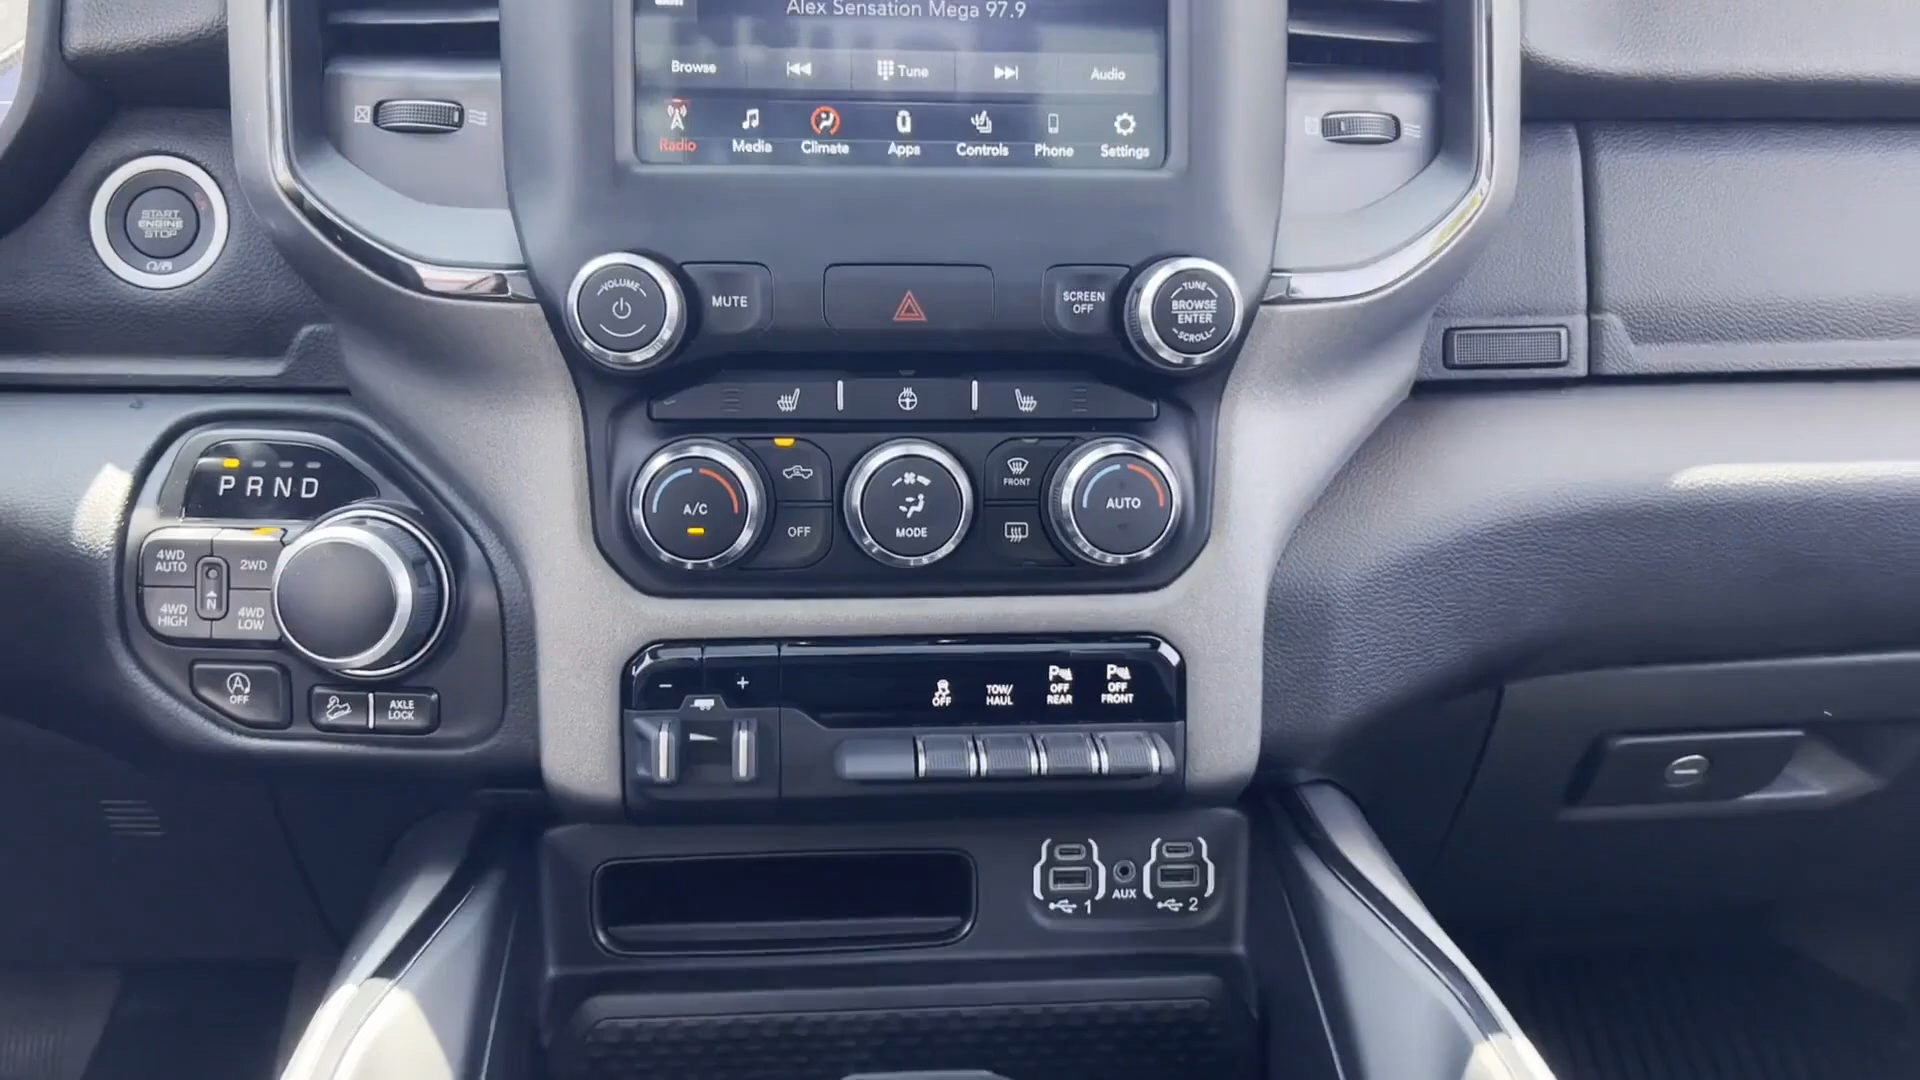 Alex Sensation Mega 97.9
Browse
Tune
Audio
Radio
Media
Climate
Apps
Controls
Phone
Settings
START
ENGINE
STOP
VOLUME
MUTE
SCREEN
OFF
TUNE
BROWSE
ENTER
SCROLL
PRND
A/C
OFF
MODE
FRONT
AUTO
4WD
AUTO
2WD
N
4WD
HIGH
4WD
LOW
A
OFF
AXLE
LOCK
- +
OFF
TOW/
HAUL
P
OFF
REAR
P
OFF
FRONT
1
AUX
2